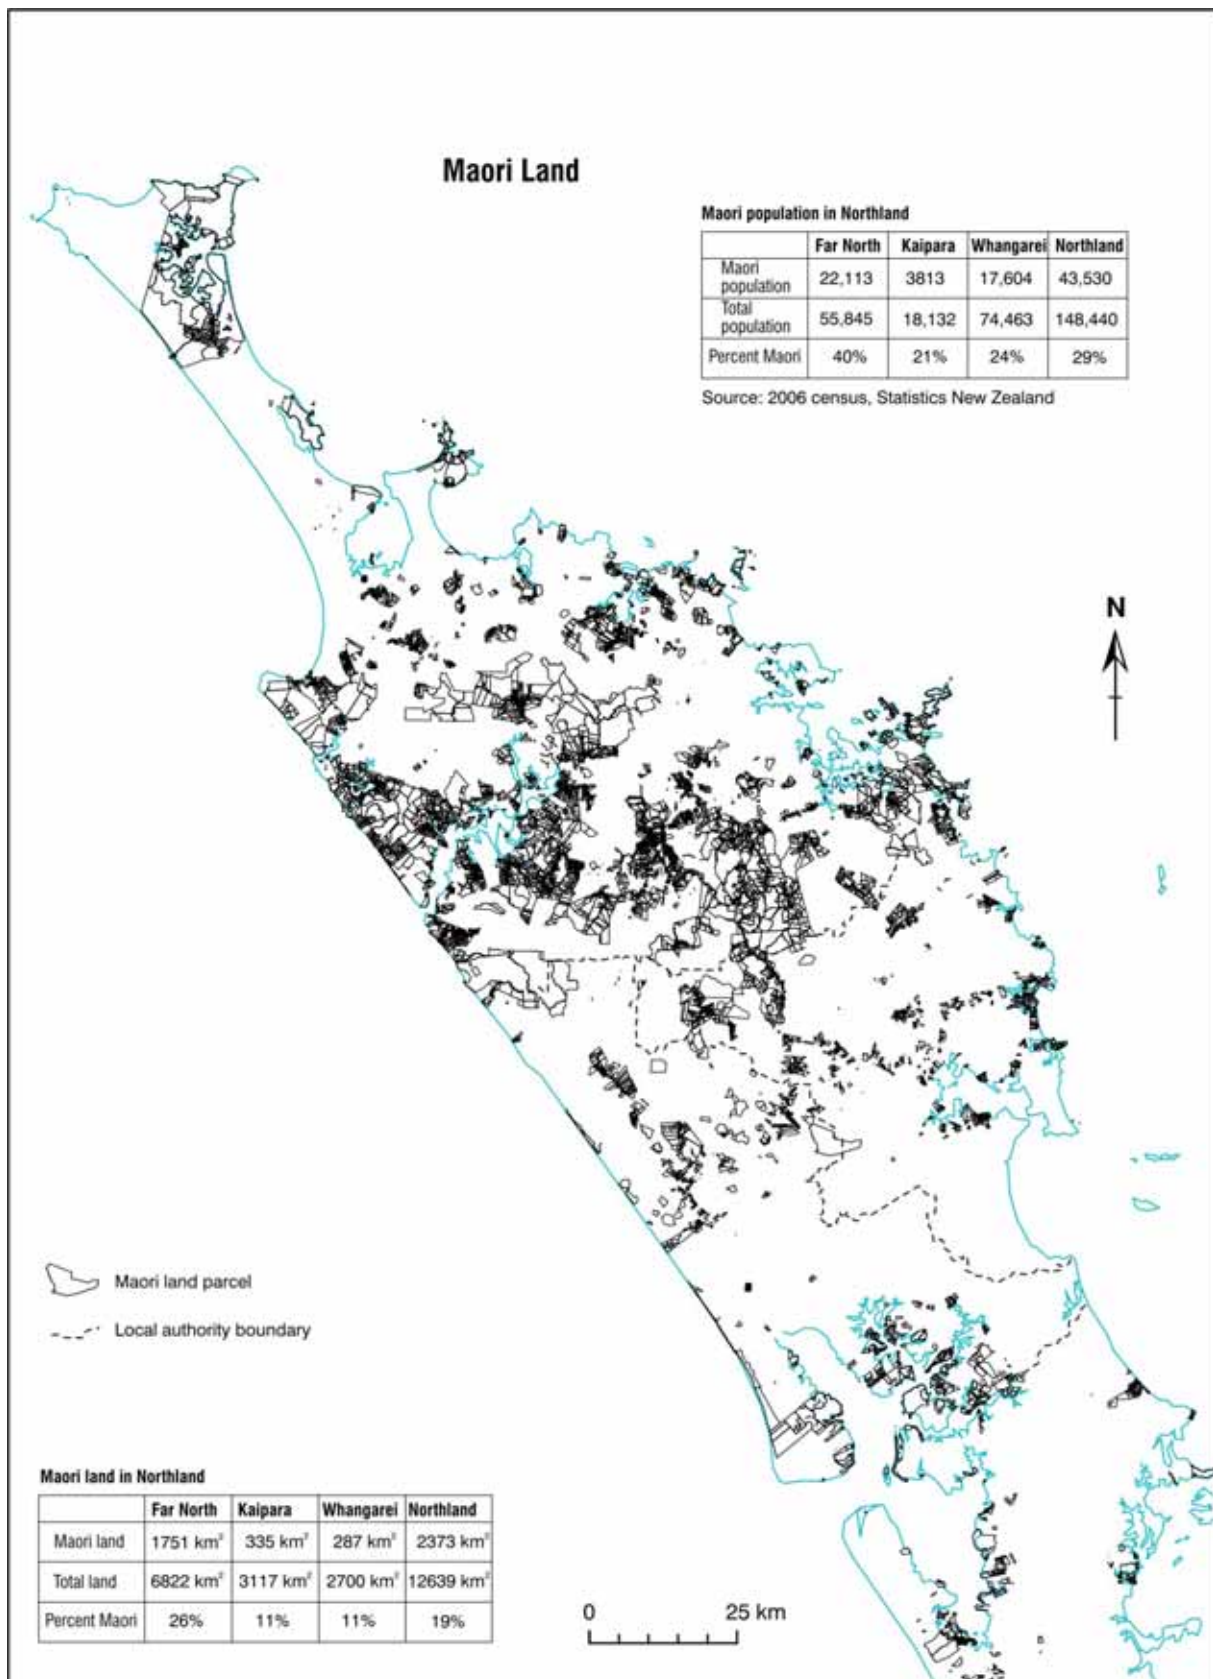 Maori Land
Maori population in Northland
Far North Kaipara Whangarei Northland
Maori population 22,113 3813 17,604 43,530
Total population 55,845 18,132 74,463 148,440
Percent Maori 40% 21% 24% 29%
Source: 2006 census, Statistics New Zealand
N
Maori land parcel
Local authority boundary
Maori land in Northland
Far North Kaipara Whangarei Northland
Maori land 1751 km² 335 km² 287 km² 2373 km²
Total land 6822 km² 3117 km² 2700 km² 12639 km²
Percent Maori 26% 11% 11% 19%
0 25 km